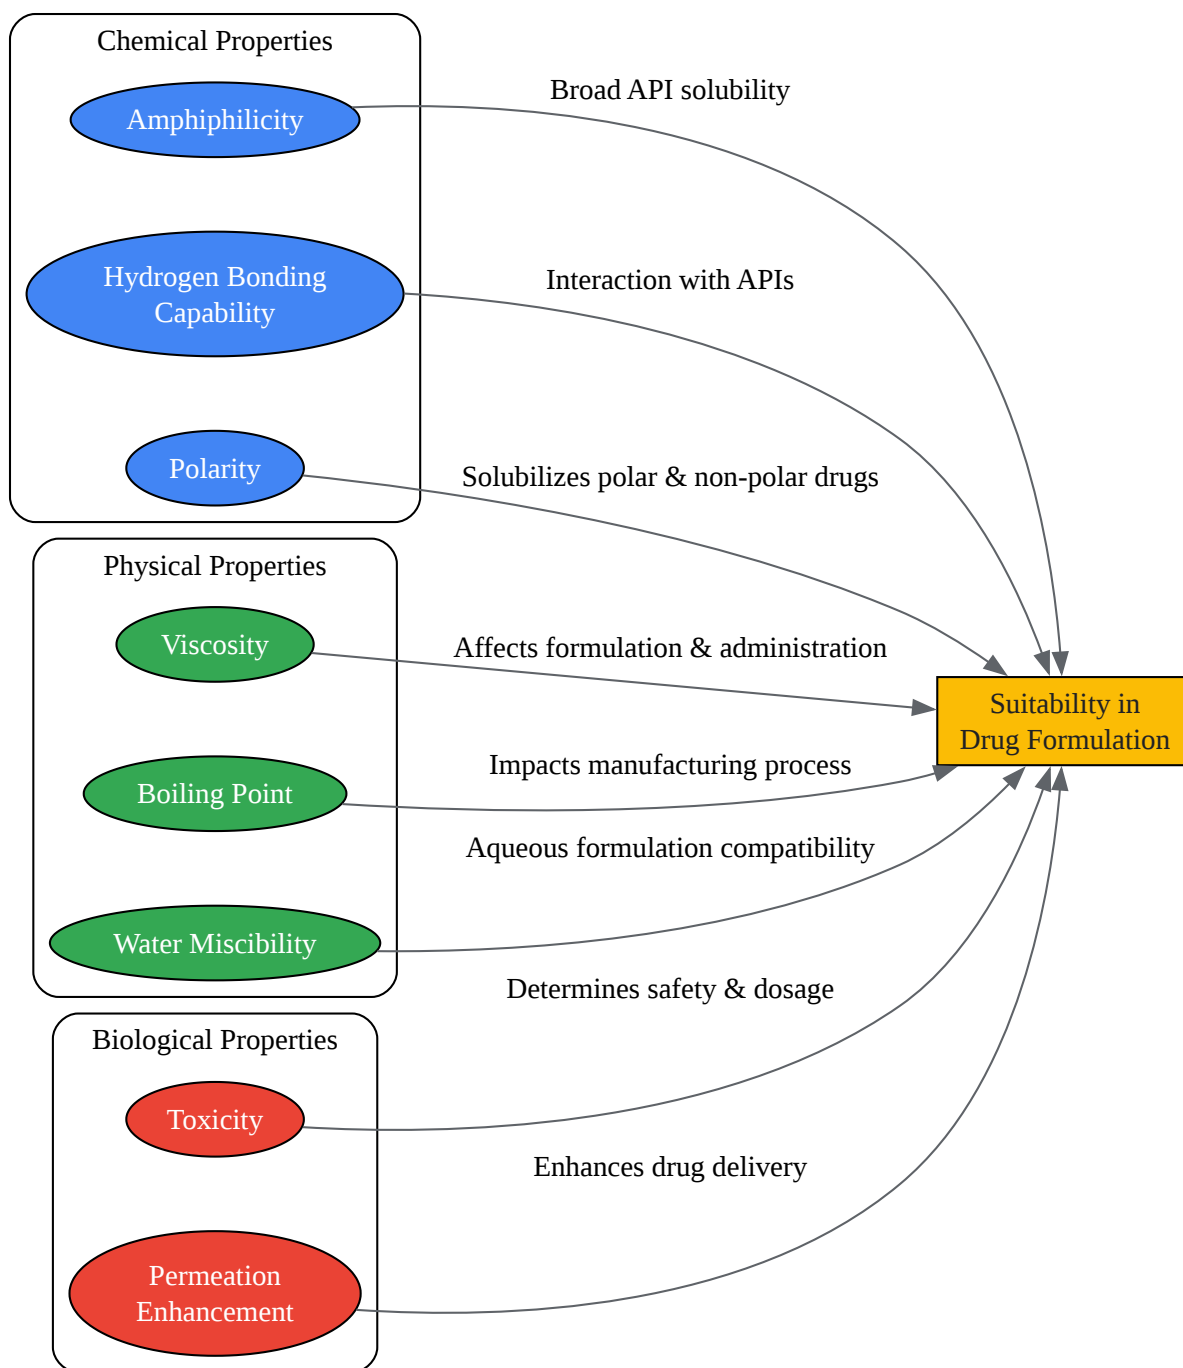 Chemical Properties
Amphiphilicity
Broad API solubility
Hydrogen Bonding
Capability
Interaction with APIs
Polarity
Solubilizes polar & non-polar drugs
Physical Properties
Viscosity
Affects formulation & administration
Suitability in
Drug Formulation
Boiling Point
Impacts manufacturing process
Aqueous formulation compatibility
Water Miscibility
Determines safety & dosage
Biological Properties
Toxicity
Enhances drug delivery
Permeation
Enhancement